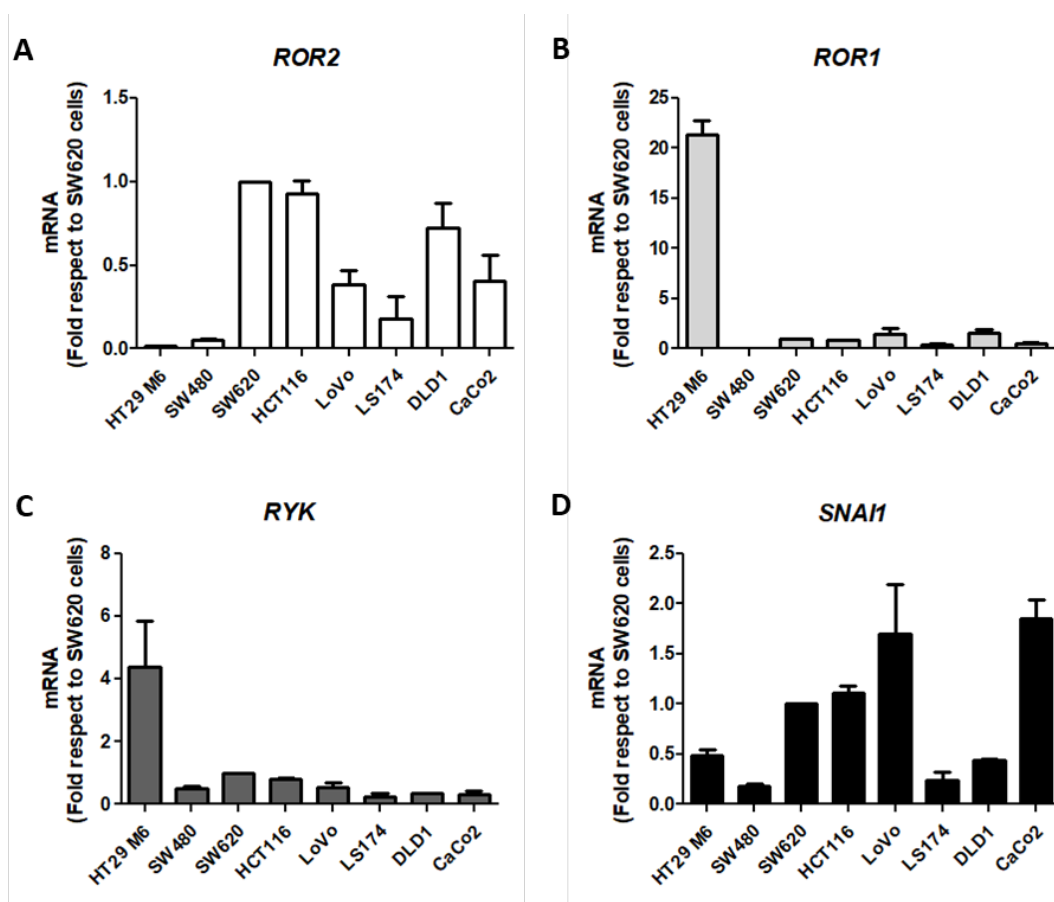 A
ROR2
mRNA
(Fold respect to SW620 cells)
1.5
1.0
0.5
0.0
HT29 M6
SW480
SW620
HCT116
LoVo
LS174
DLD1
CaCo2
B
ROR1
mRNA
(Fold respect to SW620 cells)
25
20
15
10
5
0
HT29 M6
SW480
SW620
HCT116
LoVo
LS174
DLD1
CaCo2
C
RYK
mRNA
(Fold respect to SW620 cells)
8
6
4
2
0
HT29 M6
SW480
SW620
HCT116
LoVo
LS174
DLD1
CaCo2
D
SNAI1
mRNA
(Fold respect to SW620 cells)
2.5
2.0
1.5
1.0
0.5
0.0
HT29 M6
SW480
SW620
HCT116
LoVo
LS174
DLD1
CaCo2